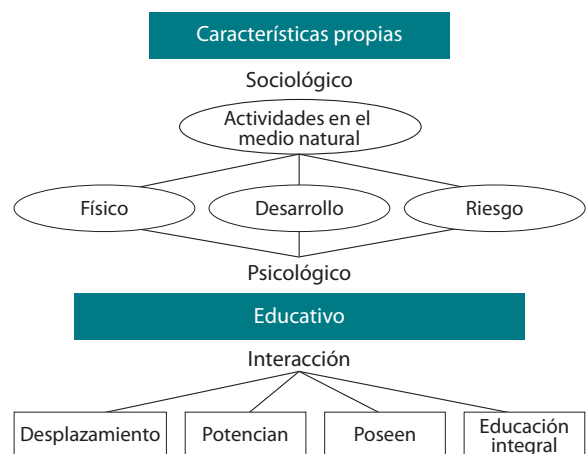 Características propias
Sociológico
Actividades en el
medio natural
Físico
Desarrollo
Riesgo
Psicológico
Educativo
Interacción
Desplazamiento
Potencian
Poseen
Educación
integral